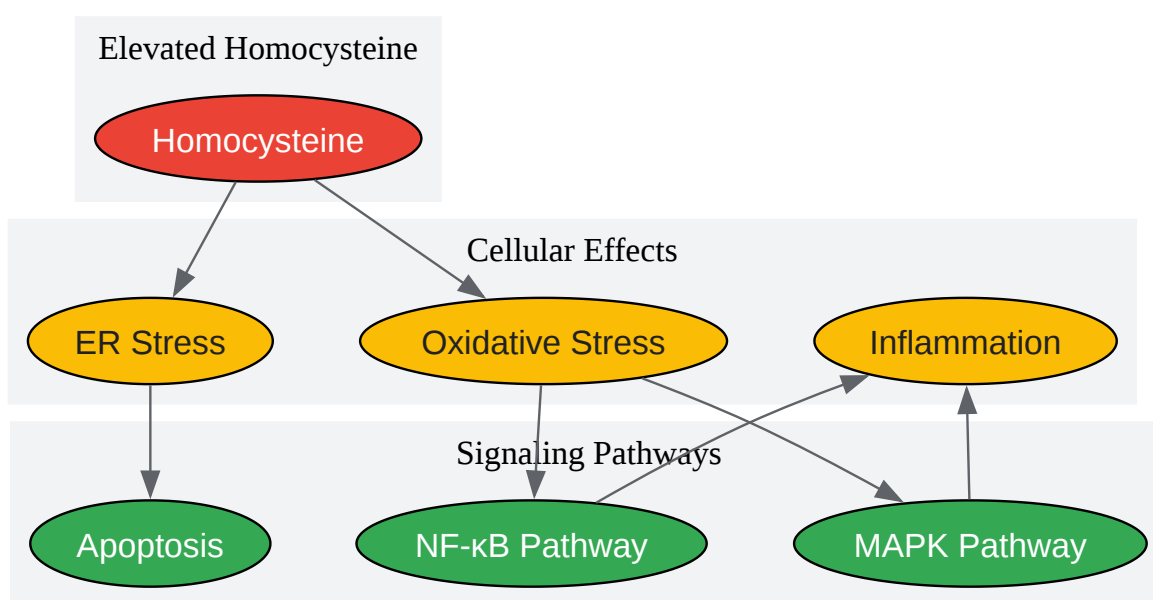 Elevated Homocysteine
Homocysteine
Cellular Effects
ER Stress
Oxidative Stress
Inflammation
Signaling Pathways
Apoptosis
NF-κB Pathway
MAPK Pathway